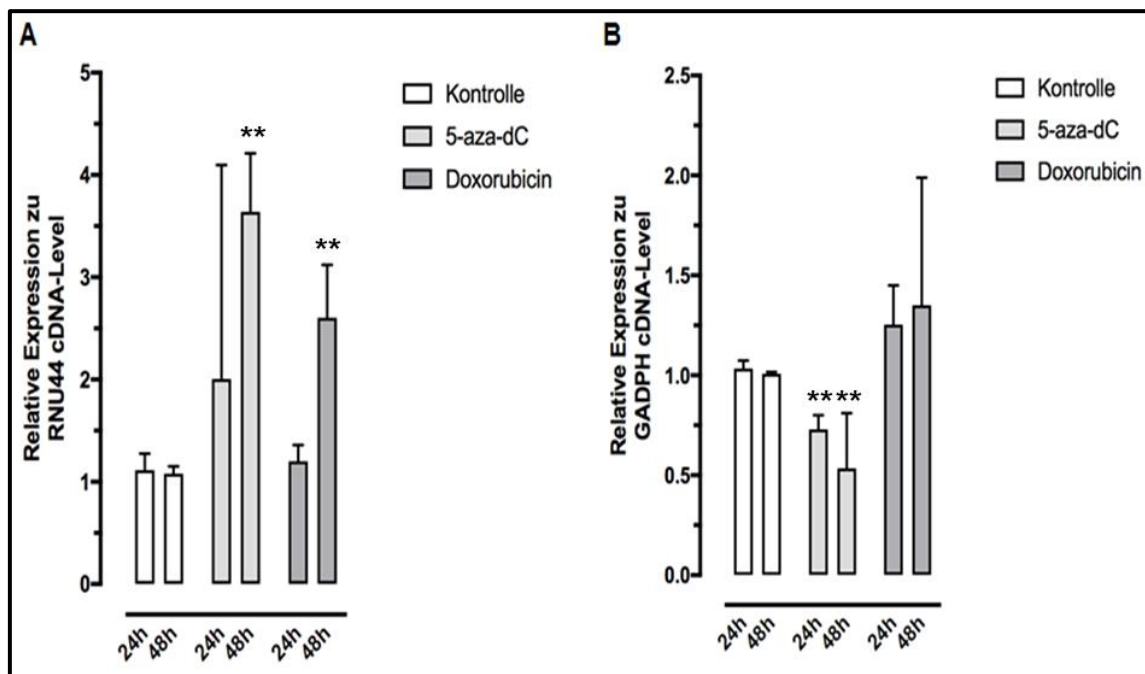 A
Relative Expression zu
RNU44 cDNA-Level
5
4
3
2
1
0
**
**
Kontrolle
5-aza-dC
Doxorubicin
24h
48h
24h
48h
24h
48h
B
Relative Expression zu
GADPH cDNA-Level
2.5
2.0
1.5
1.0
0.5
0.0
**
**
Kontrolle
5-aza-dC
Doxorubicin
24h
48h
24h
48h
24h
48h